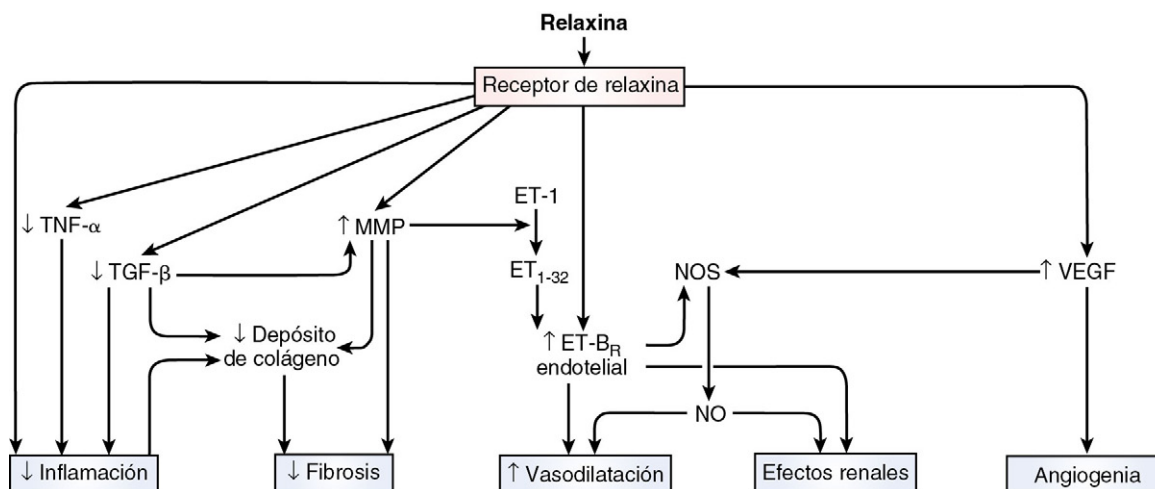 Relaxina
Receptor de relaxina
↓ TNF-α
↑ MMP
ET-1
↓ TGF-β
ET₁₋₃₂
NOS
↑ VEGF
↓ Depósito
de colágeno
↑ ET-B_R
endotelial
NO
↓ Inflamación
↓ Fibrosis
↑ Vasodilatación
Efectos renales
Angiogenia